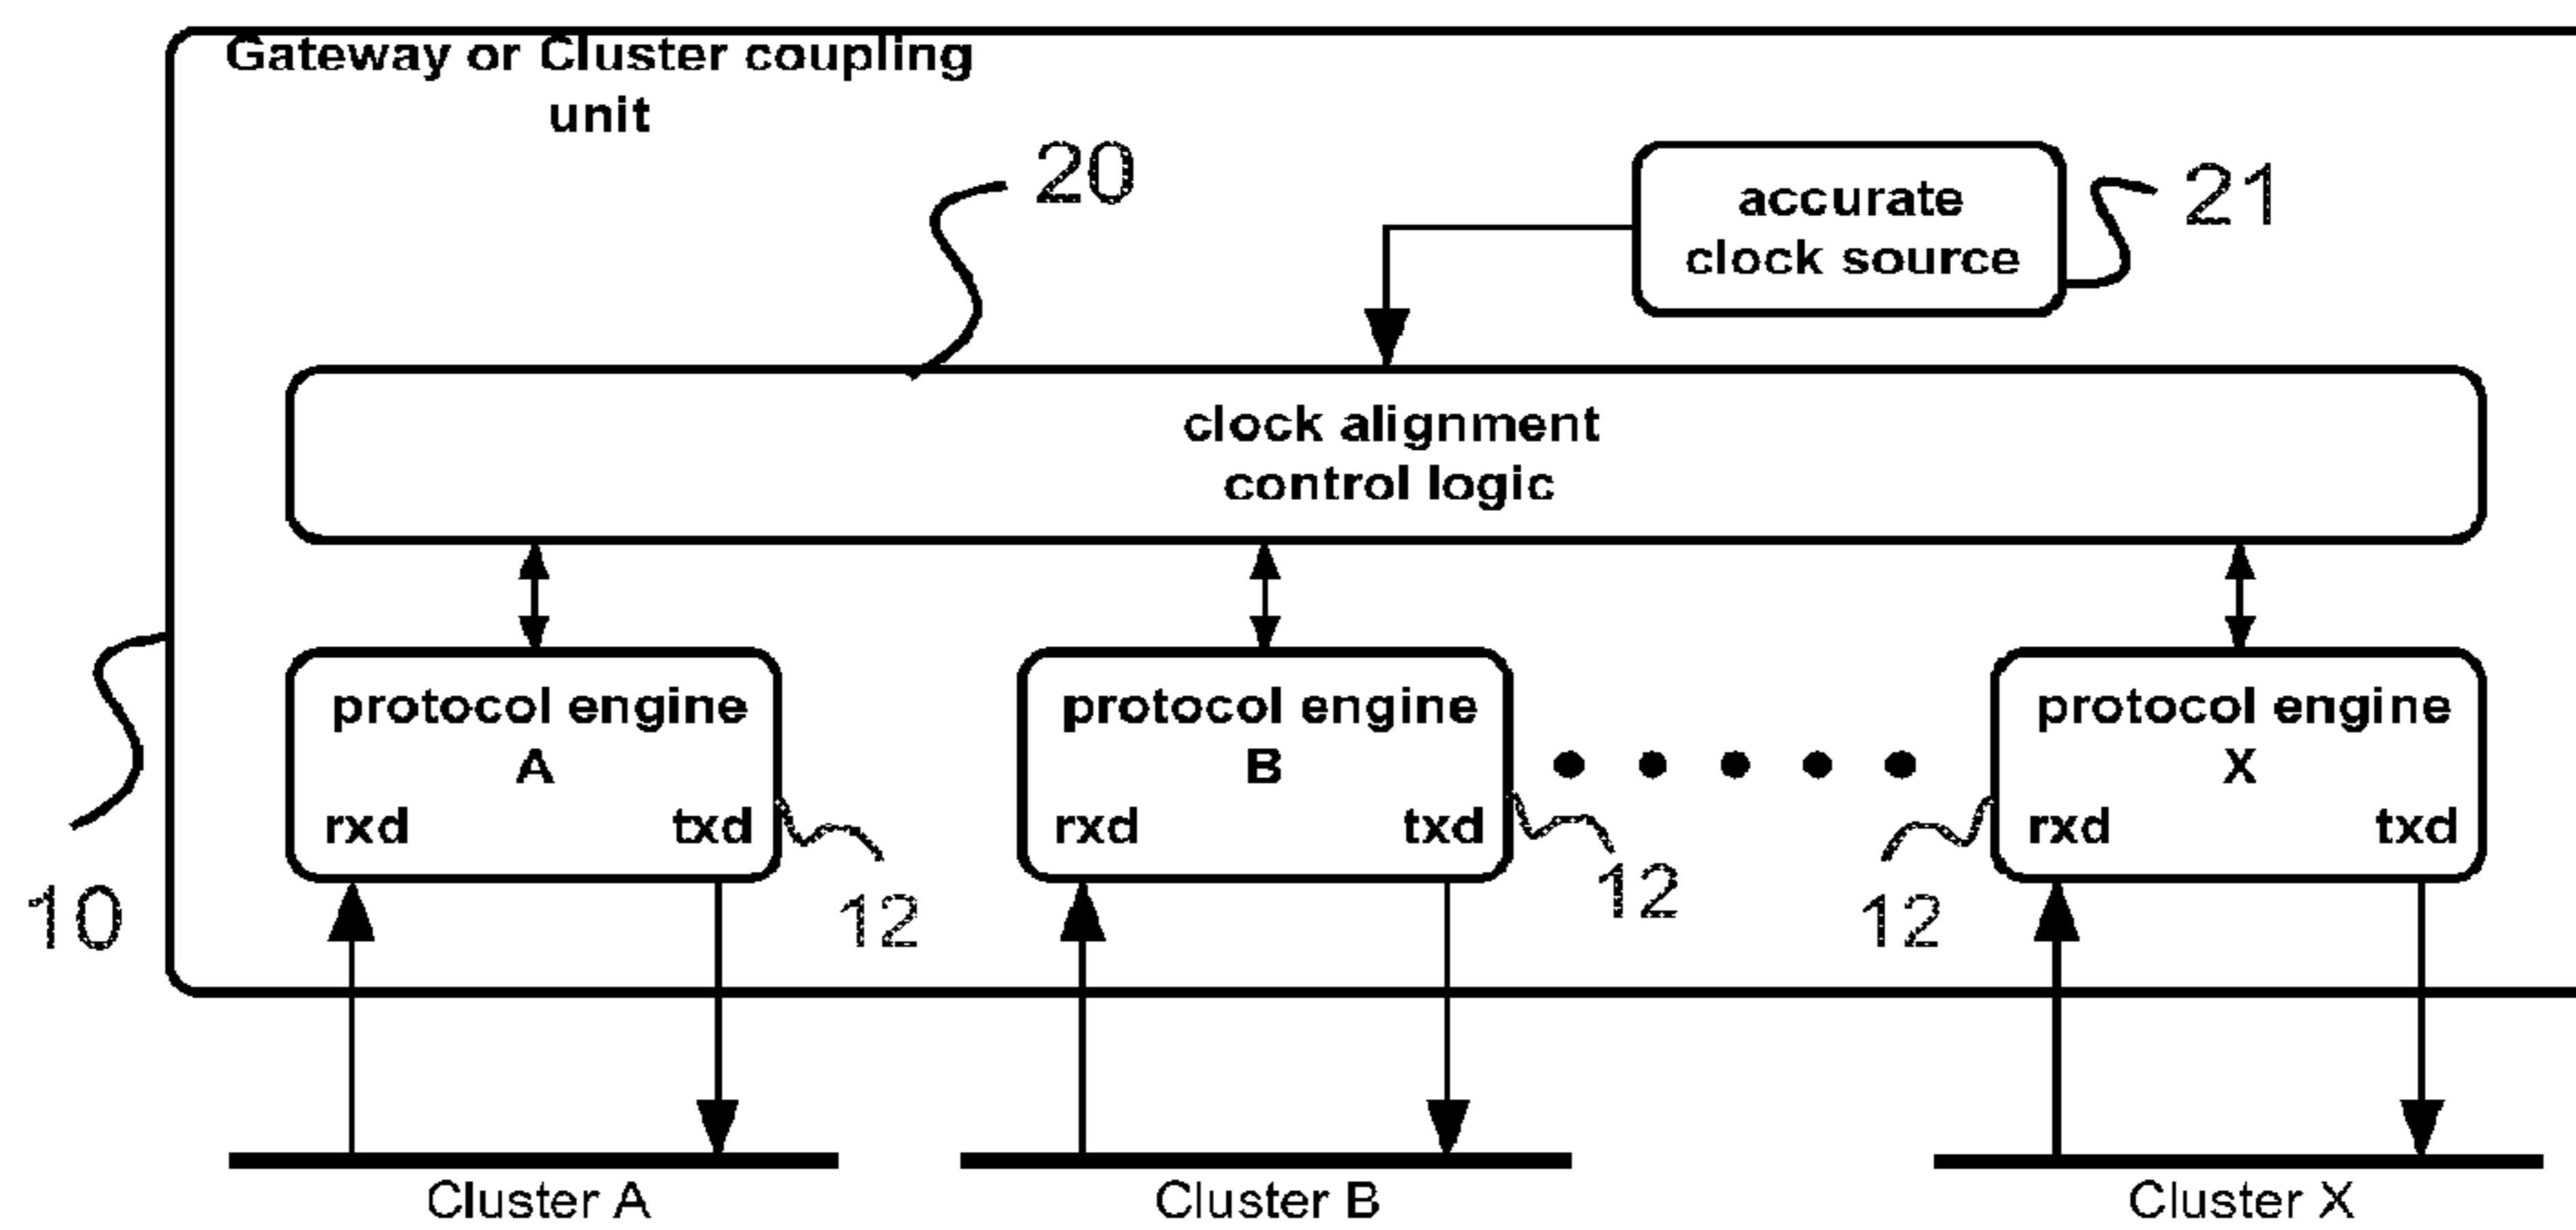 Gateway or Cluster coupling
unit
20
accurate
clock source
21
clock alignment
control logic
protocol engine
A
rxd txd
protocol engine
B
rxd txd
protocol engine
X
rxd txd
10
12
12
12
Cluster A
Cluster B
Cluster X